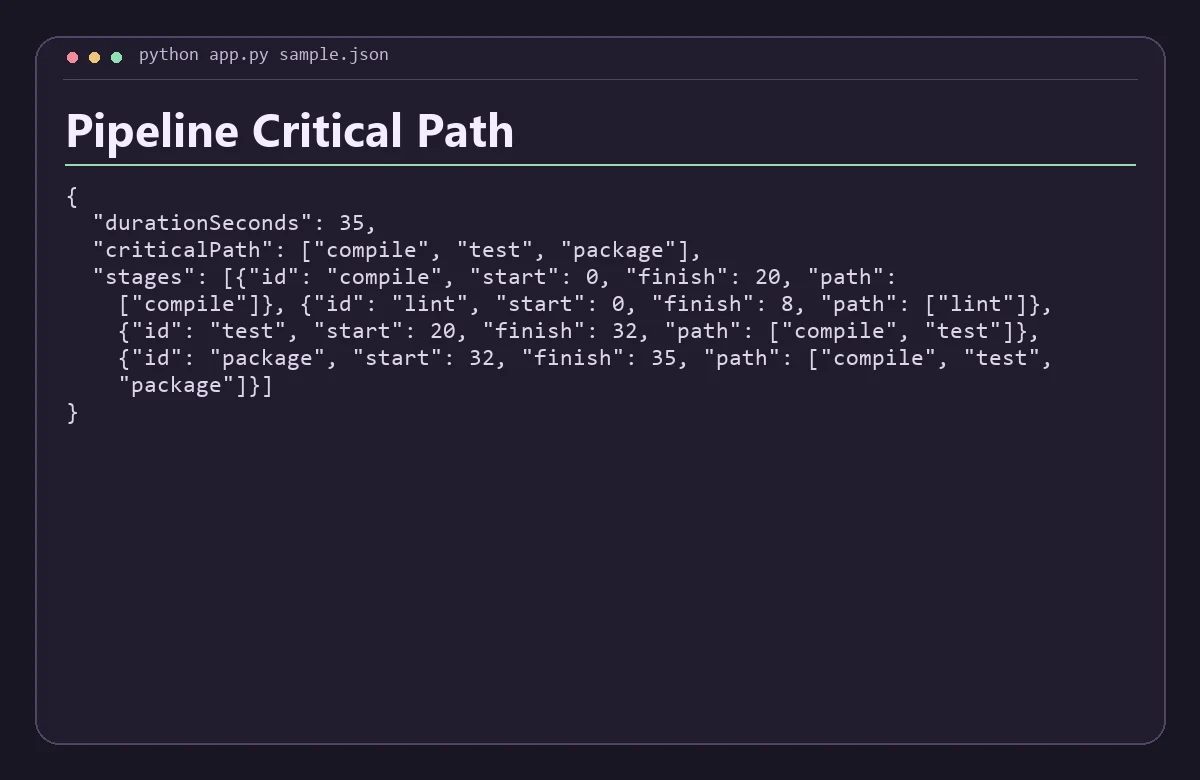 python app.py sample.json
Pipeline Critical Path
{
  "durationSeconds": 35,
  "criticalPath": ["compile", "test", "package"],
  "stages": [{"id": "compile", "start": 0, "finish": 20, "path":
    ["compile"]}, {"id": "lint", "start": 0, "finish": 8, "path": ["lint"]},
    {"id": "test", "start": 20, "finish": 32, "path": ["compile", "test"]},
    {"id": "package", "start": 32, "finish": 35, "path": ["compile", "test",
    "package"]}]
}